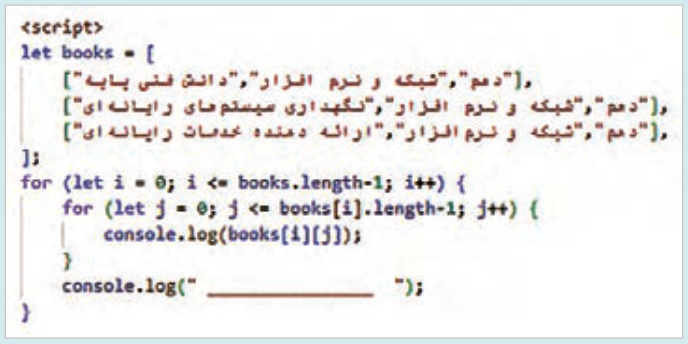 <script>
let books = [
["دهم","شبکه و نرم افزار","دانش فنی پایه"],
["دهم","شبکه و نرم افزار","نگهداری سیستم‌های رایانه‌ای"],
["دهم","شبکه و نرم افزار","ارائه دهنده خدمات رایانه‌ای"],
];
for (let i = 0; i <= books.length-1; i++) {
for (let j = 0; j <= books[i].length-1; j++) {
console.log(books[i][j]);
}
console.log(" _______________ ");
}